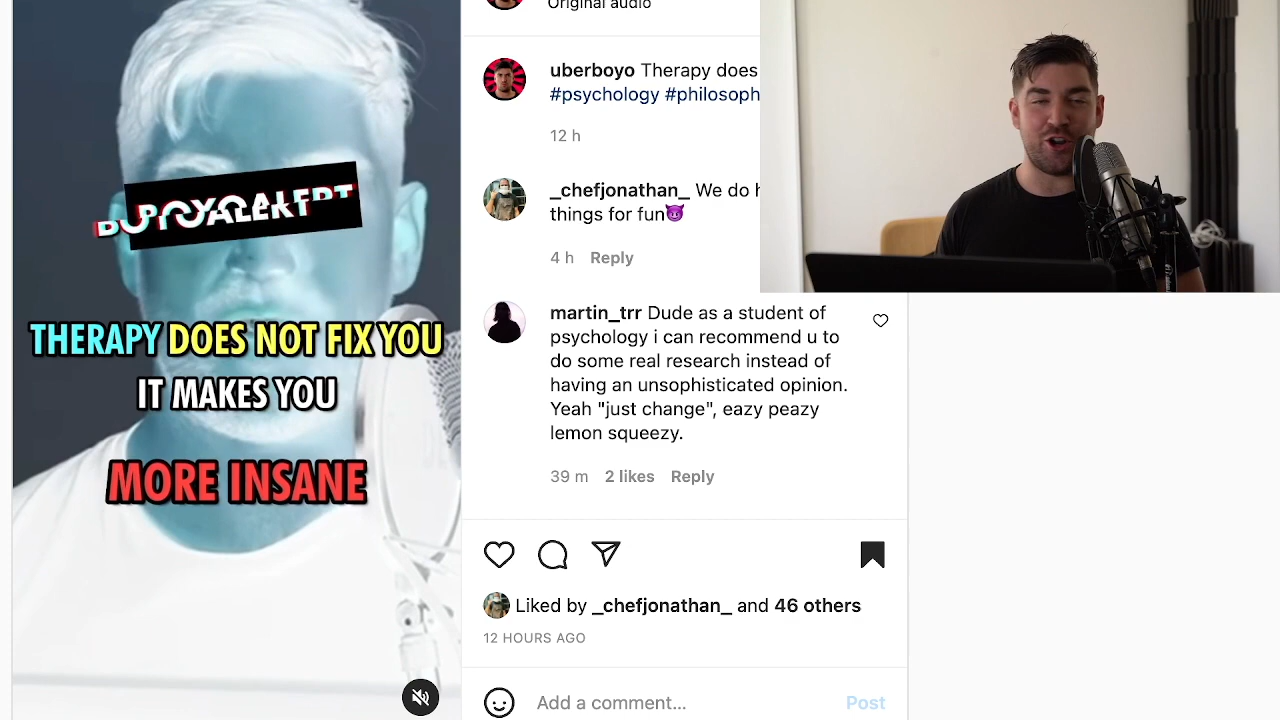 Original audio
uberboyo Therapy does
#psychology #philosoph
12 h
_chefjonathan_ We do h
things for fun😈
4 h Reply
martin_trr Dude as a student of
psychology i can recommend u to
do some real research instead of
having an unsophisticated opinion.
Yeah "just change", eazy peazy
lemon squeezy.
39 m 2 likes Reply
Liked by _chefjonathan_ and 46 others
12 HOURS AGO
Add a comment... Post
THERAPY DOES NOT FIX YOU
IT MAKES YOU
MORE INSANE